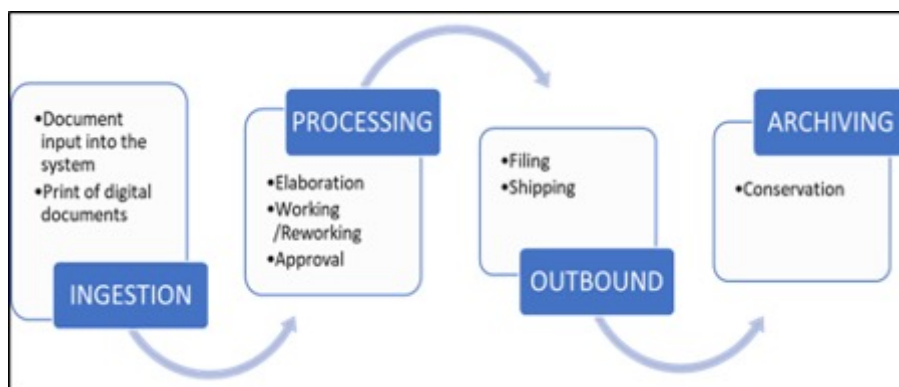 •Document
input into the
system
•Print of digital
documents
INGESTION
PROCESSING
•Elaboration
•Working
/Reworking
•Approval
•Filing
•Shipping
OUTBOUND
ARCHIVING
•Conservation